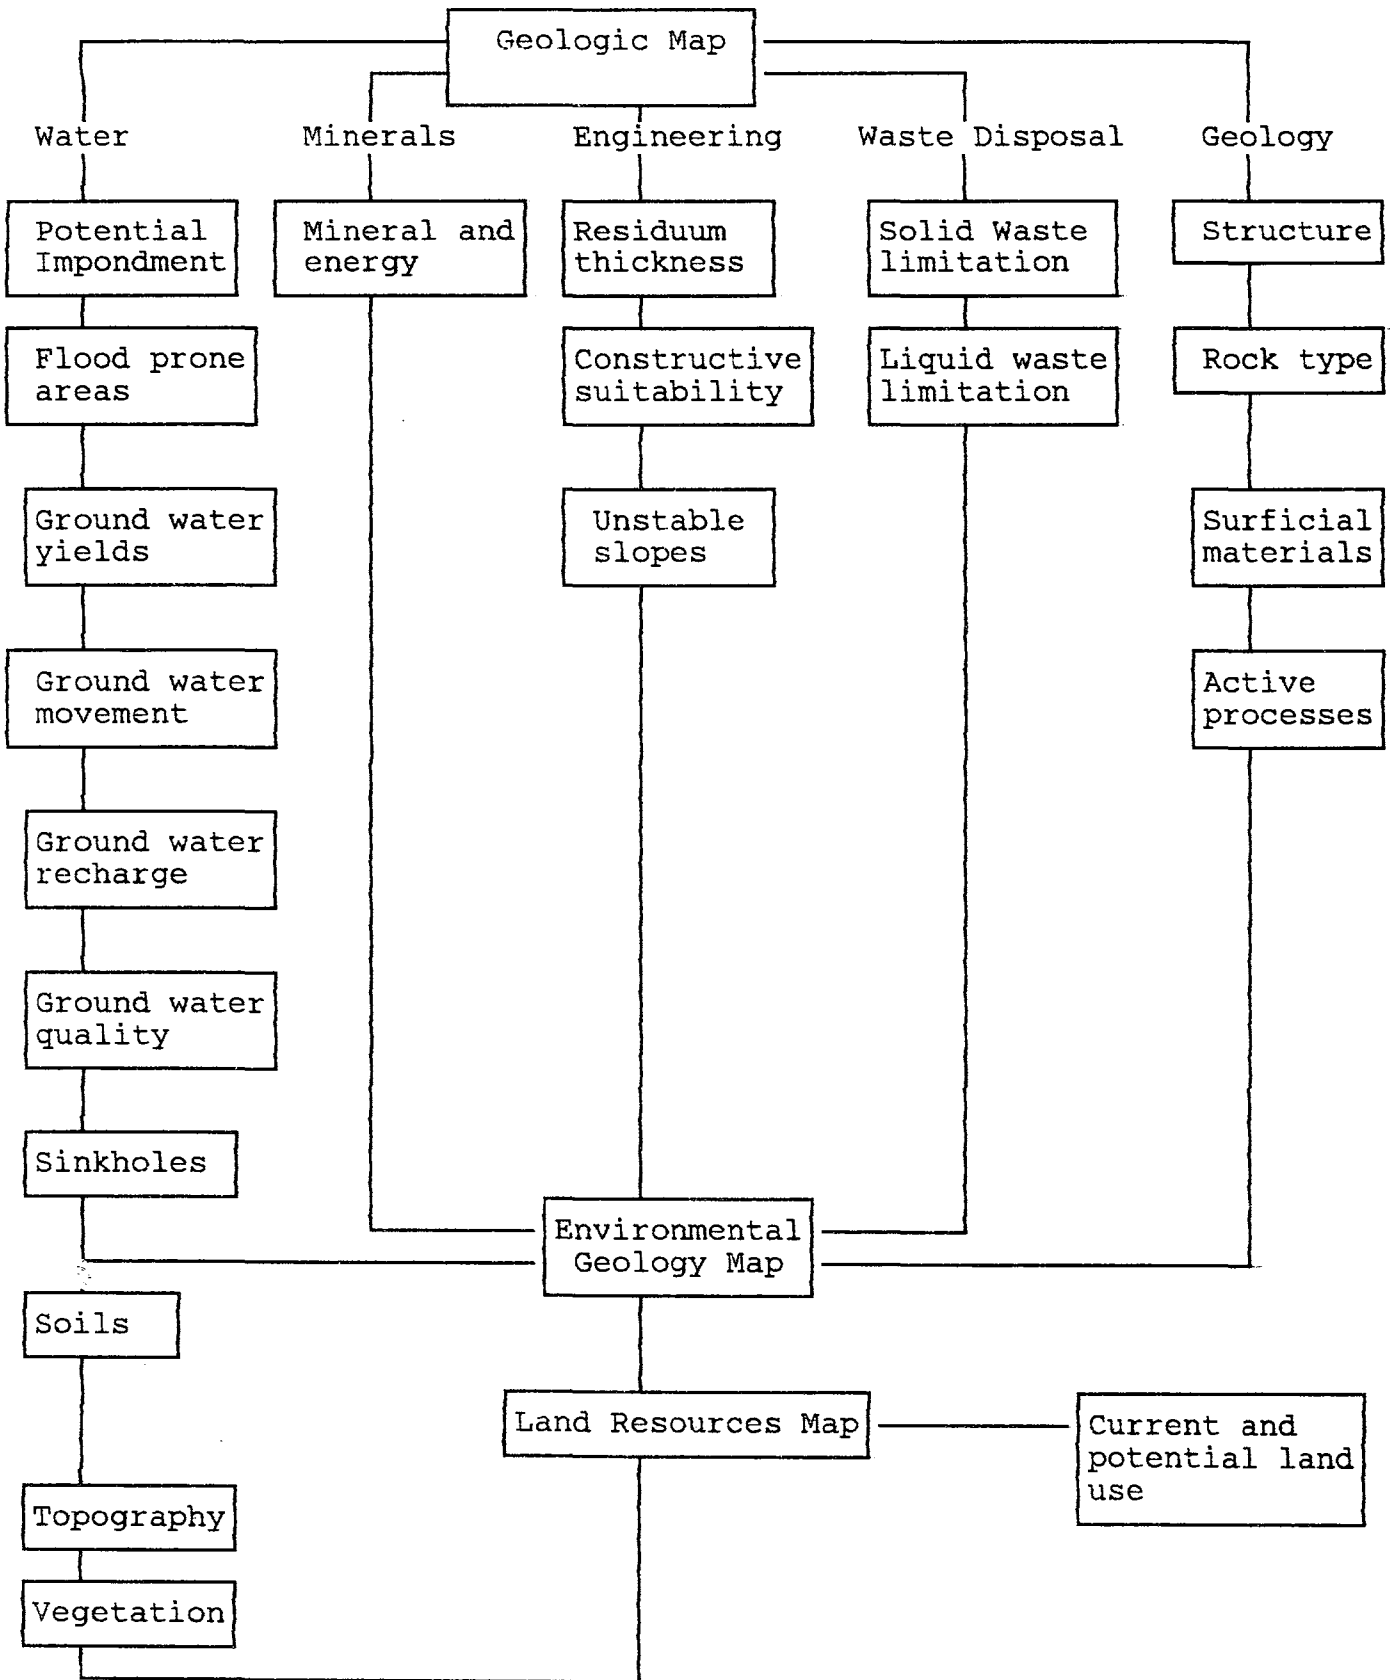 Geologic Map
Water
Minerals
Engineering
Waste Disposal
Geology
Potential
Impondment
Mineral and
energy
Residuum
thickness
Solid Waste
limitation
Structure
Flood prone
areas
Constructive
suitability
Liquid waste
limitation
Rock type
Ground water
yields
Unstable
slopes
Surficial
materials
Ground water
movement
Active
processes
Ground water
recharge
Ground water
quality
Sinkholes
Environmental
Geology Map
Soils
Land Resources Map
Current and
potential land
use
Topography
Vegetation